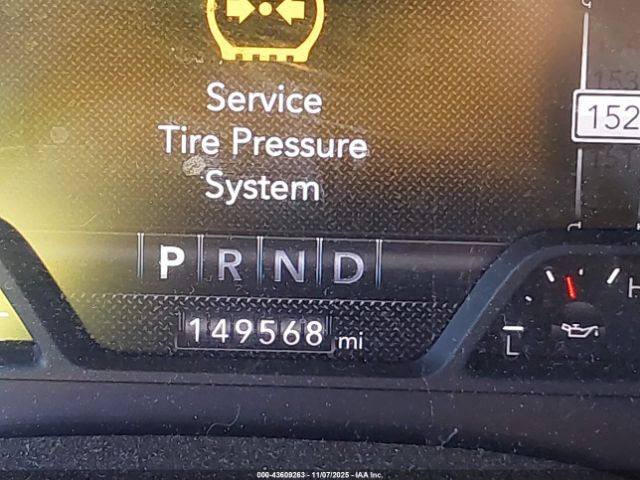 Service
Tire Pressure
System
152
P R N D
149568 mi
L H
000-43609263 - 11/07/2025 - IAA Inc.